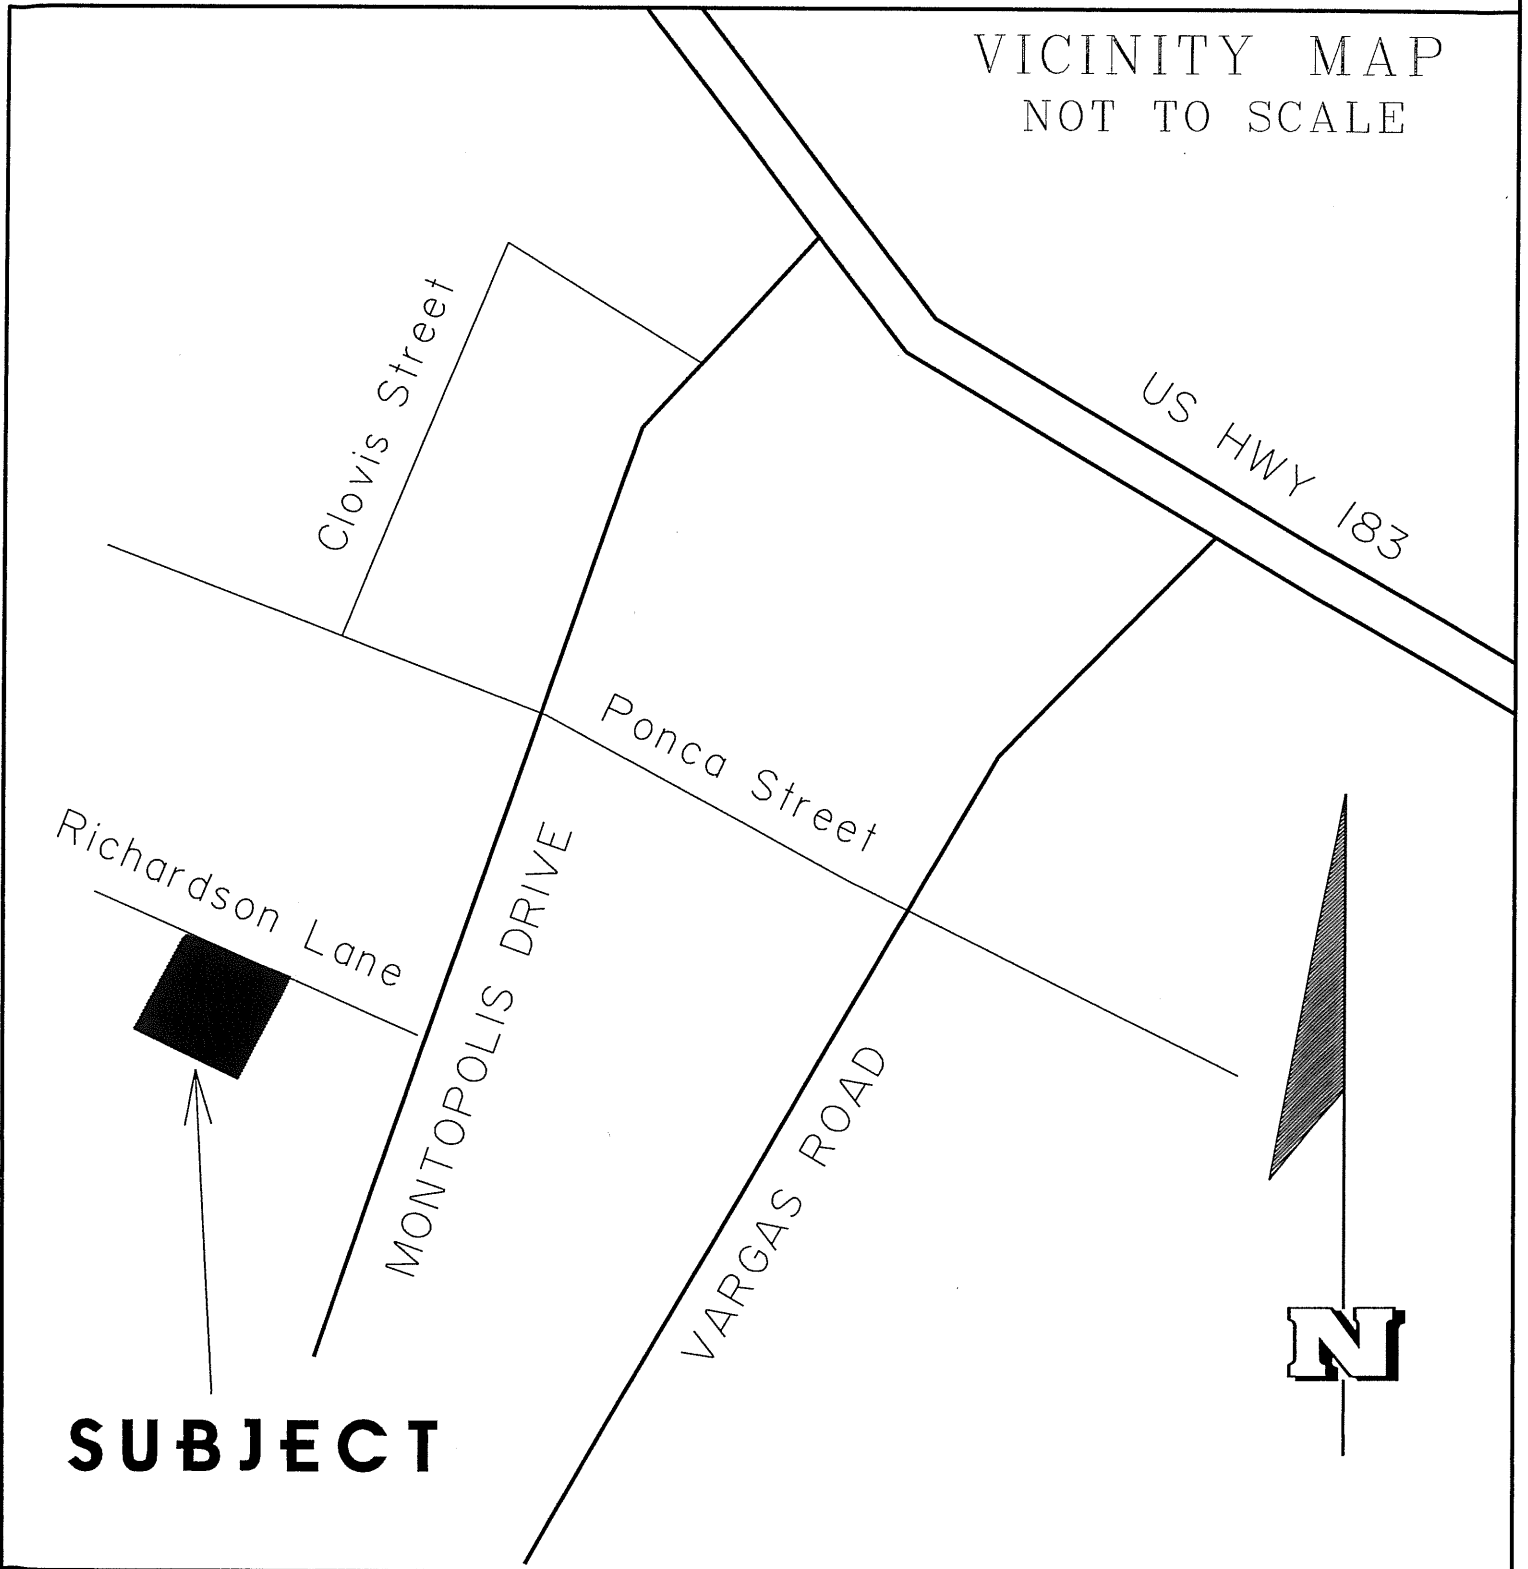 VICINITY MAP
NOT TO SCALE
Clovis Street
US HWY 183
Ponca Street
Richardson Lane
MONTOPOLIS DRIVE
VARGAS ROAD
N
SUBJECT